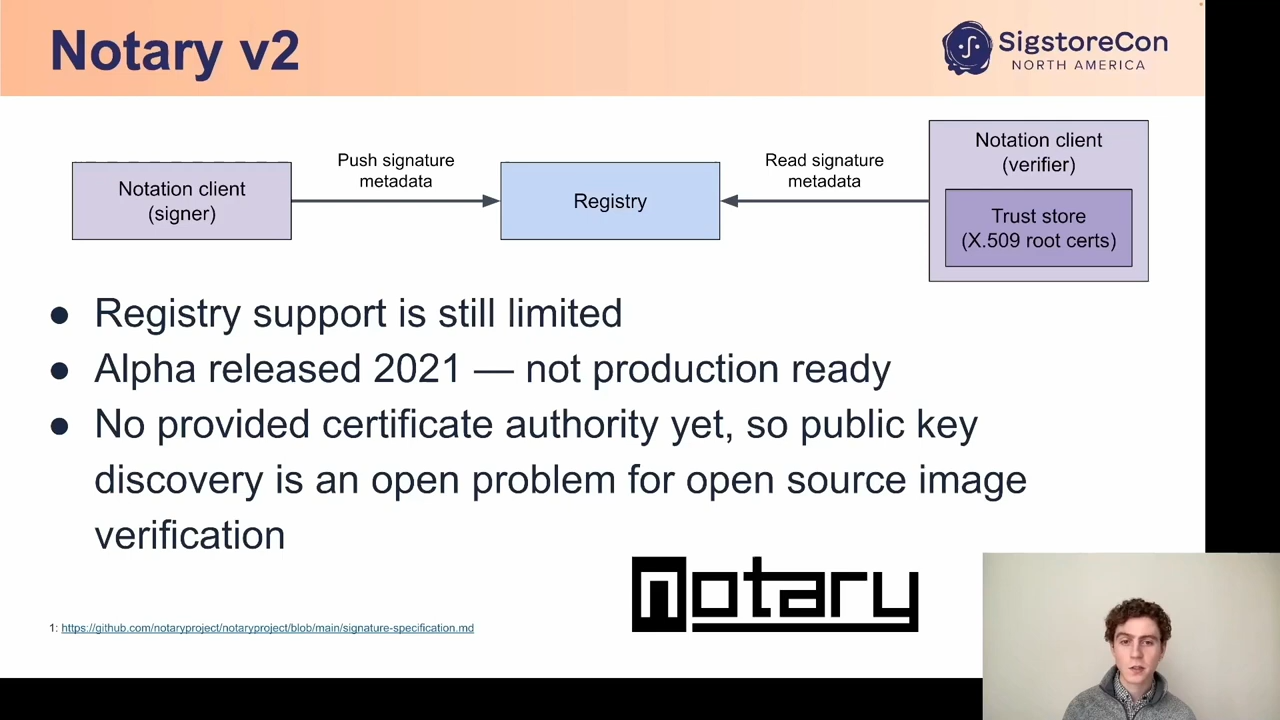 Notary v2
SigstoreCon
NORTH AMERICA
Notation client
(signer)
Push signature
metadata
Registry
Read signature
metadata
Notation client
(verifier)
Trust store
(X.509 root certs)
● Registry support is still limited
● Alpha released 2021 — not production ready
● No provided certificate authority yet, so public key
discovery is an open problem for open source image
verification
notary
1: https://github.com/notaryproject/notaryproject/blob/main/signature-specification.md